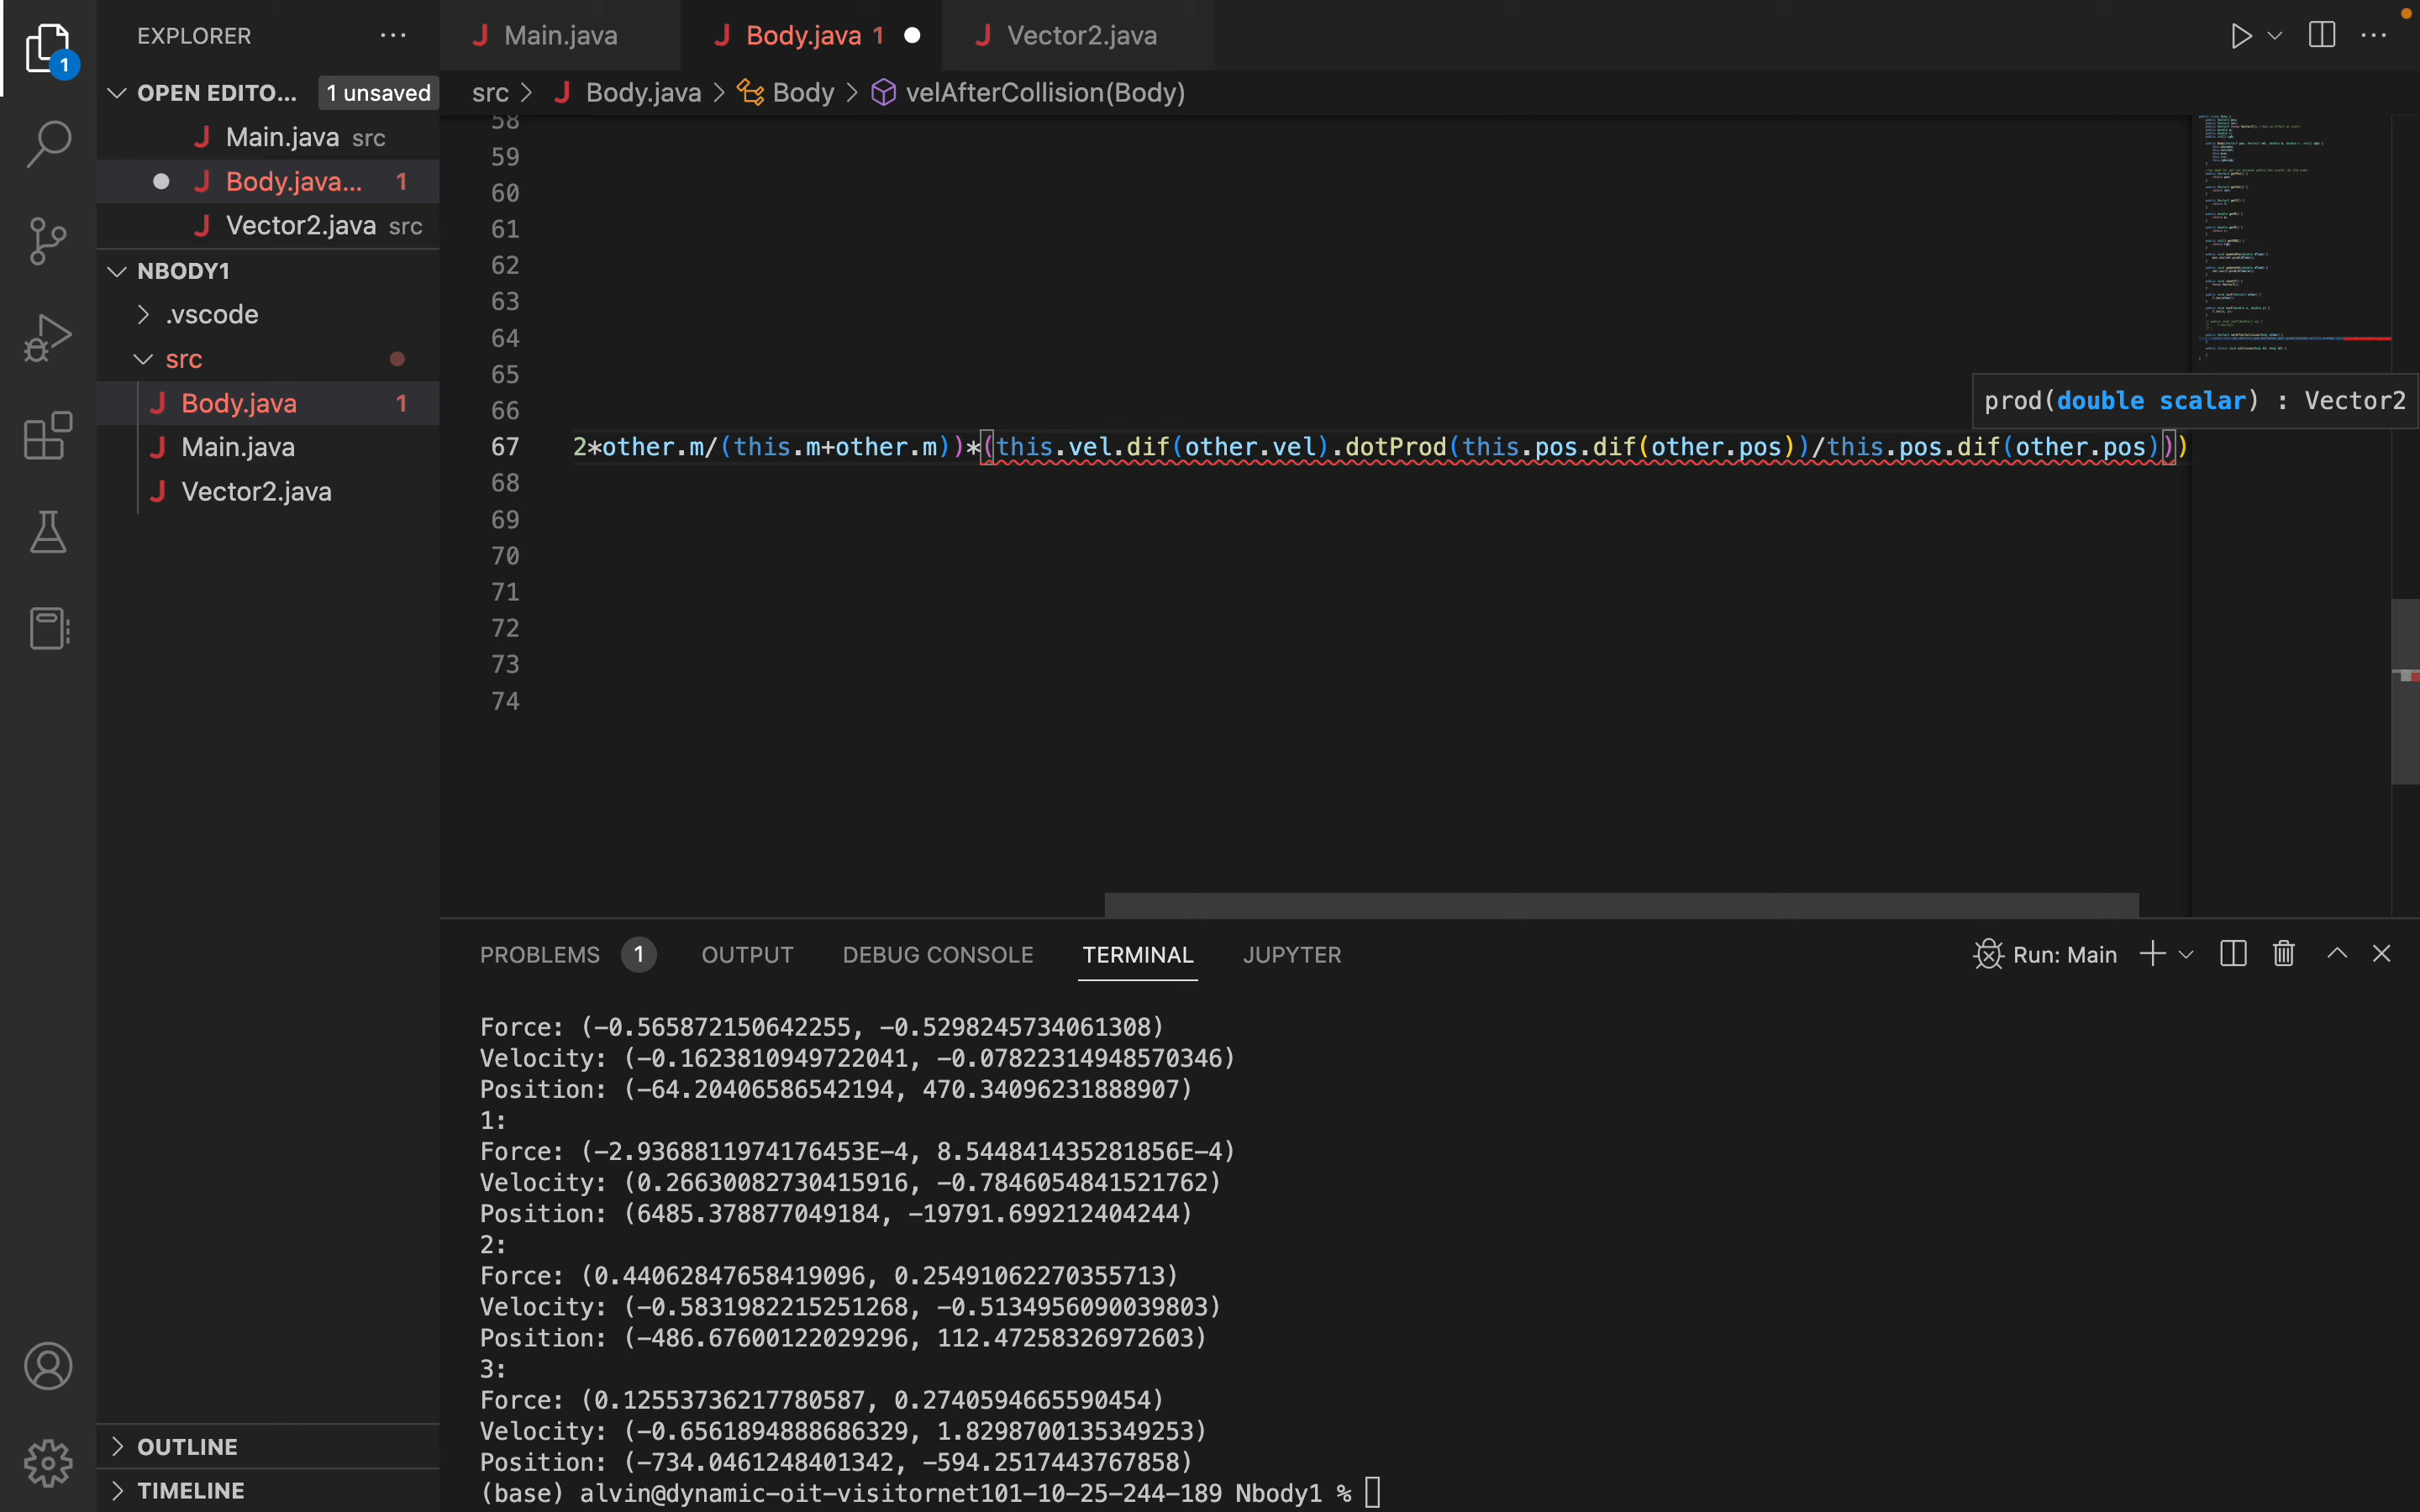 EXPLORER
1
OPEN EDITO... 1 unsaved
Main.java src
Body.java... 1
Vector2.java src
NBODY1
.vscode
src
Body.java 1
Main.java
Vector2.java
OUTLINE
TIMELINE
Main.java Body.java 1 Vector2.java
src > Body.java > Body > velAfterCollision(Body)
58
59
60
61
62
63
64
65
66
prod(double scalar) : Vector2
67 2*other.m/(this.m+other.m))*(this.vel.dif(other.vel).dotProd(this.pos.dif(other.pos))/this.pos.dif(other.pos)))
68
69
70
71
72
73
74
PROBLEMS 1 OUTPUT DEBUG CONSOLE TERMINAL JUPYTER Run: Main
Force: (-0.565872150642255, -0.5298245734061308)
Velocity: (-0.1623810949722041, -0.07822314948570346)
Position: (-64.20406586542194, 470.34096231888907)
1:
Force: (-2.9368811974176453E-4, 8.544841435281856E-4)
Velocity: (0.26630082730415916, -0.7846054841521762)
Position: (6485.378877049184, -19791.699212404244)
2:
Force: (0.44062847658419096, 0.25491062270355713)
Velocity: (-0.5831982215251268, -0.5134956090039803)
Position: (-486.67600122029296, 112.47258326972603)
3:
Force: (0.12553736217780587, 0.2740594665590454)
Velocity: (-0.6561894888686329, 1.8298700135349253)
Position: (-734.0461248401342, -594.2517443767858)
(base) alvin@dynamic-oit-visitornet101-10-25-244-189 Nbody1 %